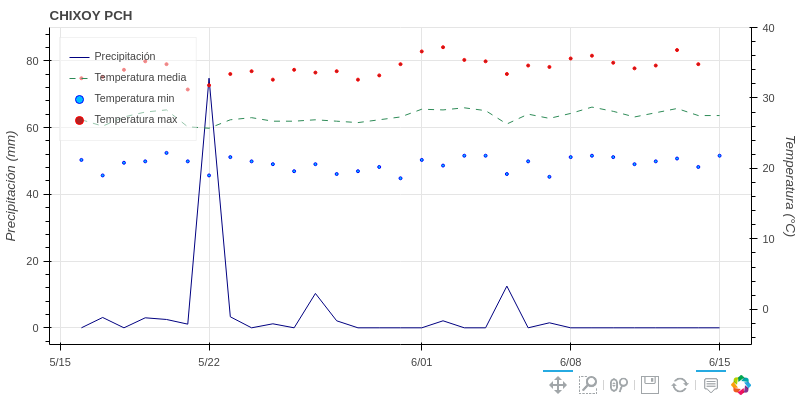 CHIXOY PCH
Precipitación
Temperatura media
Temperatura min
Temperatura max
Precipitación (mm)
80
60
40
20
0
Temperatura (°C)
40
30
20
10
0
5/15
5/22
6/01
6/08
6/15